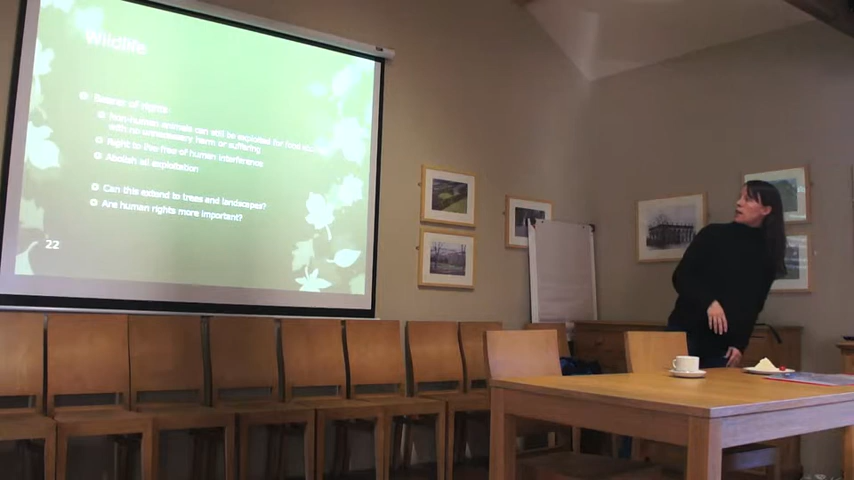 Wildlife
of rights
Non-human animals can still be exploited for food
with no unnecessary harm or suffering
Right to live free of human interference
Abolish all exploitation
Can this extend to trees and landscapes?
Are human rights more important?
22